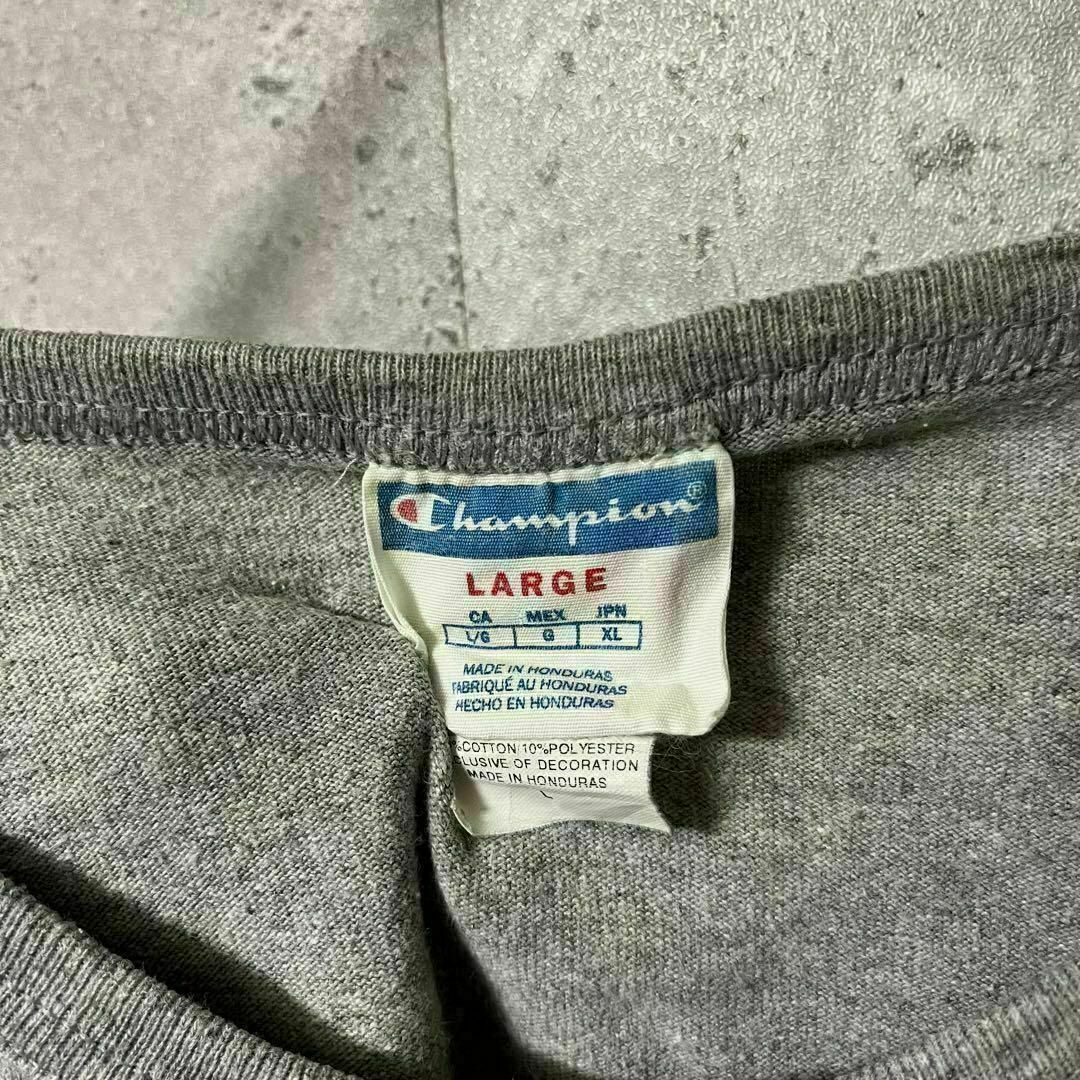 Champion®
LARGE
CA MEX JPN
L/G G XL
MADE IN HONDURAS
FABRIQUÉ AU HONDURAS
HECHO EN HONDURAS
%COTTON/10%POLYESTER
LUSIVE OF DECORATION
MADE IN HONDURAS
L